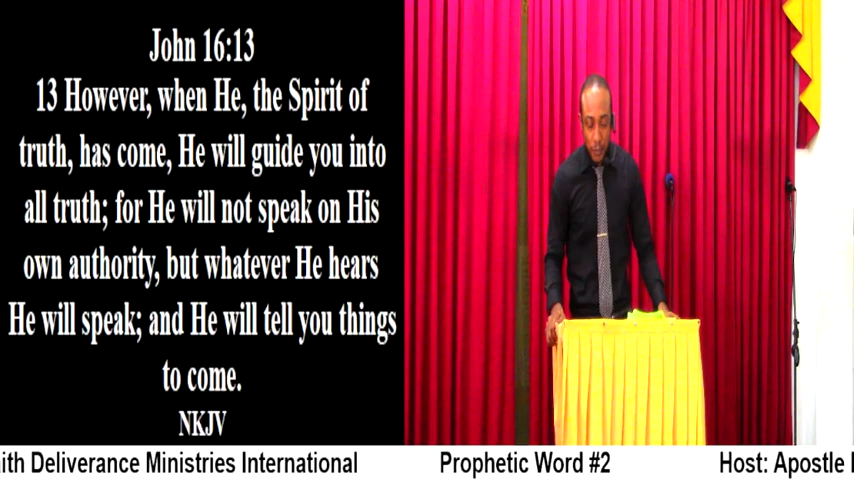 John 16:13
13 However, when He, the Spirit of
truth, has come, He will guide you into
all truth; for He will not speak on His
own authority, but whatever He hears
He will speak; and He will tell you things
to come.
NKJV
ith Deliverance Ministries International Prophetic Word #2 Host: Apostle